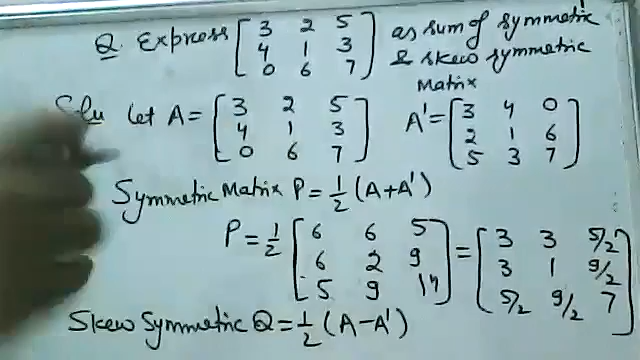 Q. Express [3 2 5 as sum of symmetric
4 1 3 & skew symmetric
0 6 7] Matrix
Solu Let A = [3 2 5 A' = [3 4 0
4 1 3 2 1 6
0 6 7] 5 3 7]
Symmetric Matrix P = 1/2 (A+A')
P = 1/2 [6 6 5 = [3 3 5/2
6 2 9 3 1 9/2
5 9 14] 5/2 9/2 7]
Skew Symmetric Q = 1/2 (A-A')